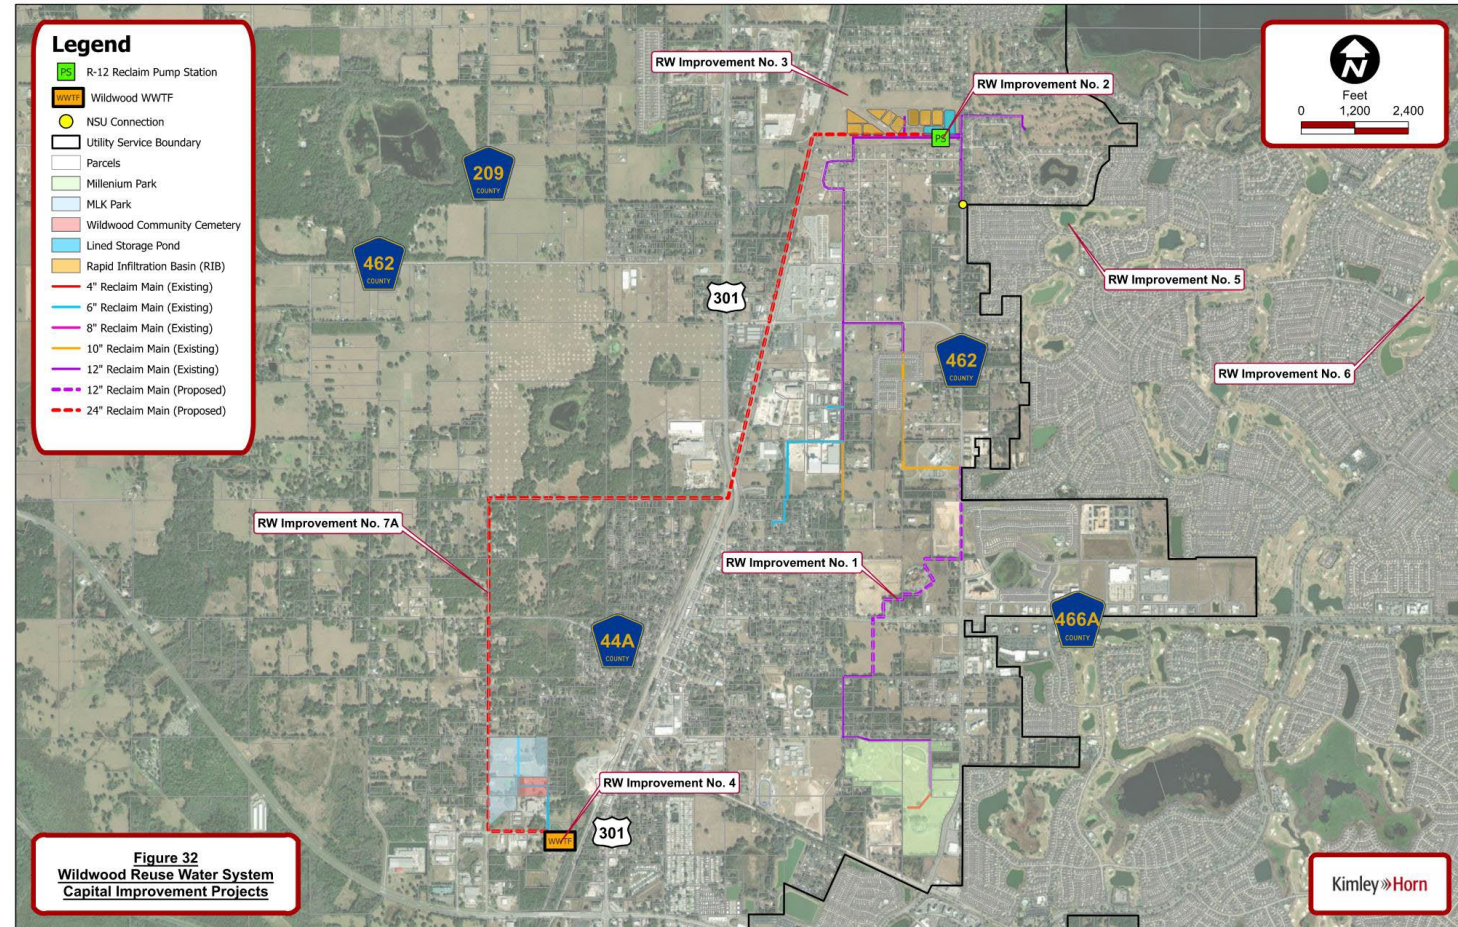 Legend
PS R-12 Reclaim Pump Station
WWTF Wildwood WWTF
NSU Connection
Utility Service Boundary
Parcels
Millenium Park
MLK Park
Wildwood Community Cemetery
Lined Storage Pond
Rapid Infiltration Basin (RIB)
4" Reclaim Main (Existing)
6" Reclaim Main (Existing)
8" Reclaim Main (Existing)
10" Reclaim Main (Existing)
12" Reclaim Main (Existing)
12" Reclaim Main (Proposed)
24" Reclaim Main (Proposed)
N
Feet
0 1,200 2,400
RW Improvement No. 3
RW Improvement No. 2
PS
209
COUNTY
462
COUNTY
301
RW Improvement No. 5
462
COUNTY
RW Improvement No. 6
RW Improvement No. 7A
RW Improvement No. 1
44A
COUNTY
466A
COUNTY
RW Improvement No. 4
WWTF
301
Figure 32
Wildwood Reuse Water System
Capital Improvement Projects
Kimley»Horn